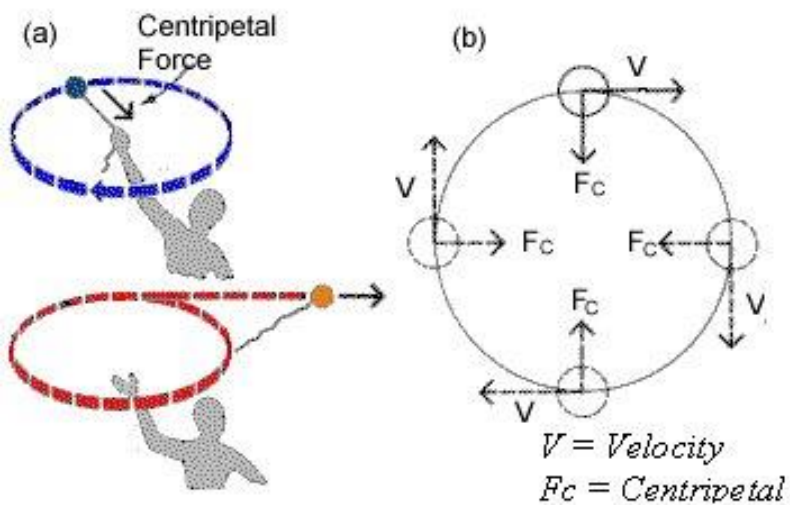 (a)
Centripetal
Force
(b)
V
Fc
V
Fc
Fc
V
Fc
V
V = Velocity
Fc = Centripetal